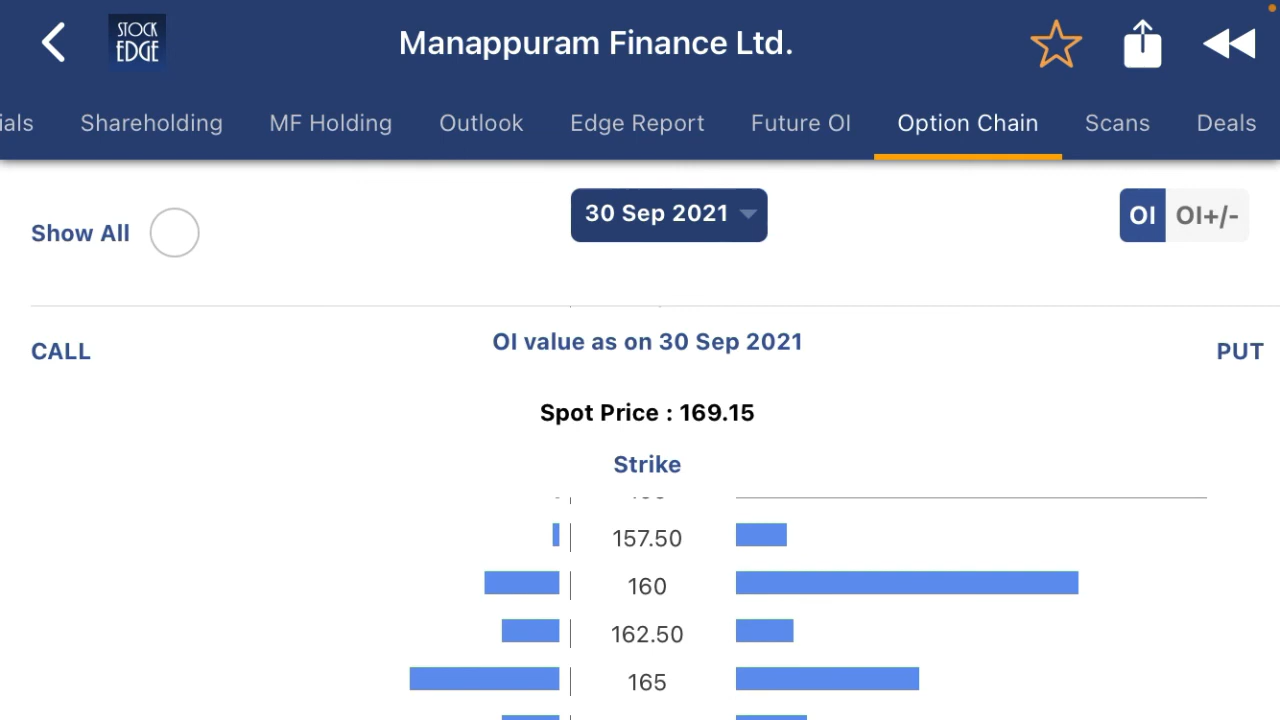 STOCK
EDGE
Manappuram Finance Ltd.
ials Shareholding MF Holding Outlook Edge Report Future OI Option Chain Scans Deals
Show All
30 Sep 2021
OI OI+/-
CALL
OI value as on 30 Sep 2021
PUT
Spot Price : 169.15
Strike
157.50
160
162.50
165